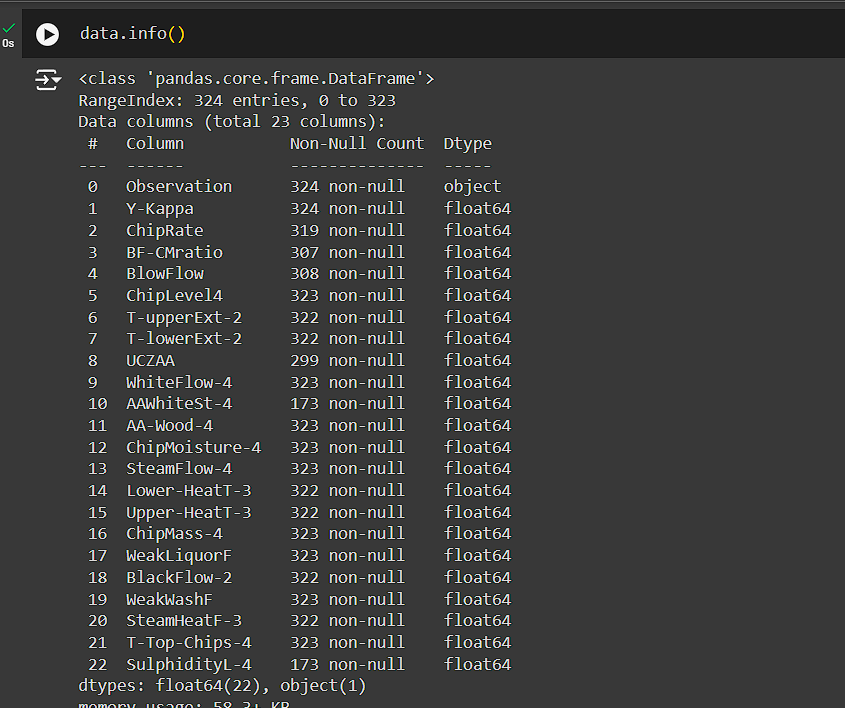 data.info()
0s
<class 'pandas.core.frame.DataFrame'>
RangeIndex: 324 entries, 0 to 323
Data columns (total 23 columns):
 #   Column           Non-Null Count  Dtype
---  ------           --------------  -----
 0   Observation      324 non-null    object
 1   Y-Kappa          324 non-null    float64
 2   ChipRate         319 non-null    float64
 3   BF-CMratio       307 non-null    float64
 4   BlowFlow         308 non-null    float64
 5   ChipLevel4       323 non-null    float64
 6   T-upperExt-2     322 non-null    float64
 7   T-lowerExt-2     322 non-null    float64
 8   UCZAA            299 non-null    float64
 9   WhiteFlow-4      323 non-null    float64
 10  AAWhiteSt-4      173 non-null    float64
 11  AA-Wood-4        323 non-null    float64
 12  ChipMoisture-4   323 non-null    float64
 13  SteamFlow-4      323 non-null    float64
 14  Lower-HeatT-3    322 non-null    float64
 15  Upper-HeatT-3    322 non-null    float64
 16  ChipMass-4       323 non-null    float64
 17  WeakLiquorF      323 non-null    float64
 18  BlackFlow-2      322 non-null    float64
 19  WeakWashF        323 non-null    float64
 20  SteamHeatF-3     322 non-null    float64
 21  T-Top-Chips-4    323 non-null    float64
 22  SulphidityL-4    173 non-null    float64
dtypes: float64(22), object(1)
memory usage: 58.3+ KB